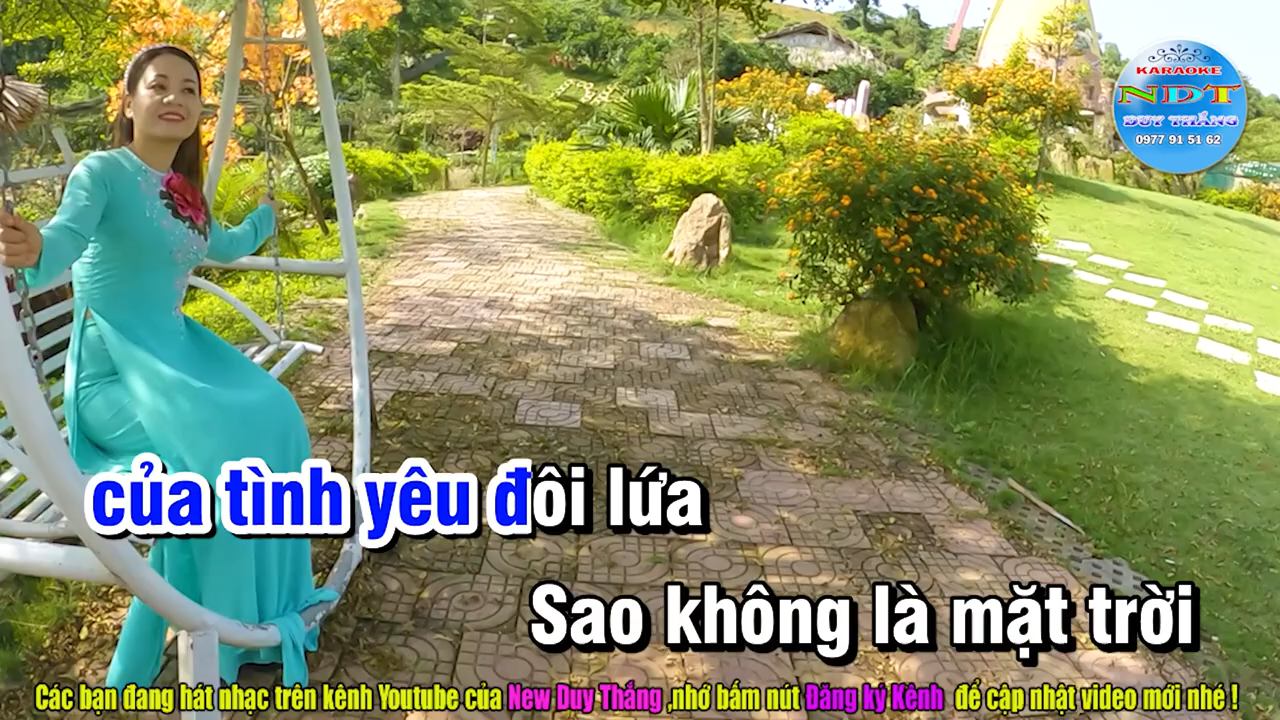 KARAOKE
NDT
DUY THẮNG
0977 91 51 62
của tình yêu đôi lứa
Sao không là mặt trời
Các bạn đang hát nhạc trên kênh Youtube của New Duy Thắng ,nhớ bấm nút Đăng ký Kênh để cập nhật video mới nhé !